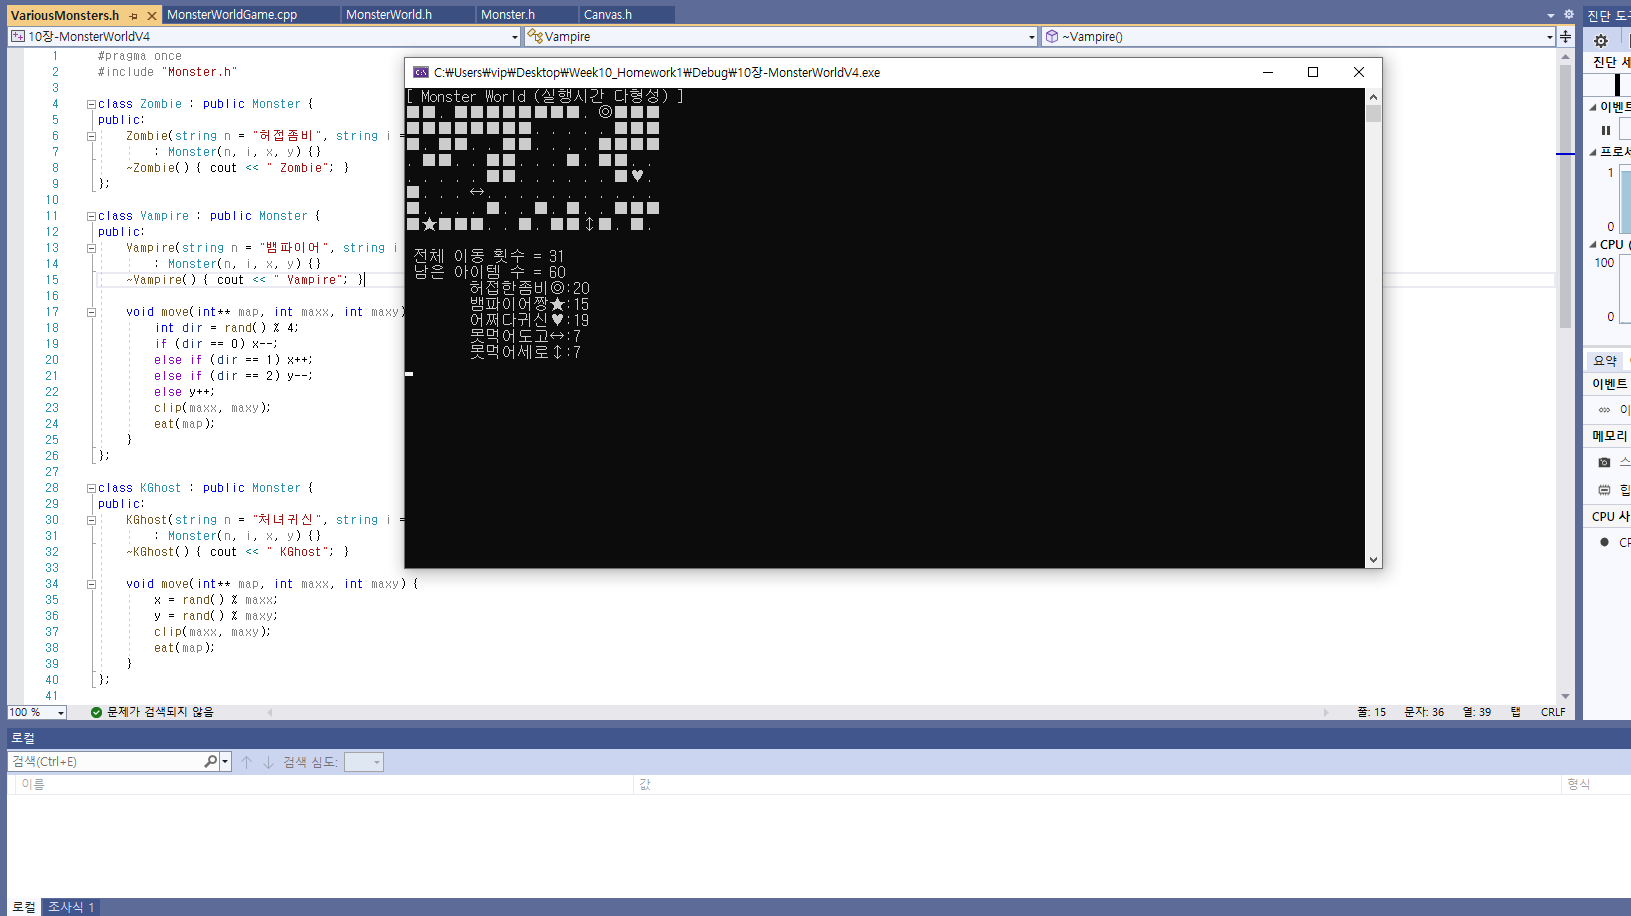 VariousMonsters.h MonsterWorldGame.cpp MonsterWorld.h Monster.h Canvas.h
10장-MonsterWorldV4 Vampire ~Vampire()
1 #pragma once
2 #include "Monster.h"
3
4 class Zombie : public Monster {
5 public:
6 Zombie(string n = "허접좀비", string i =
7 : Monster(n, i, x, y) {}
8 ~Zombie() { cout << " Zombie"; }
9 };
10
11 class Vampire : public Monster {
12 public:
13 Vampire(string n = "뱀파이어", string i
14 : Monster(n, i, x, y) {}
15 ~Vampire() { cout << " Vampire"; }
16
17 void move(int** map, int maxx, int maxy)
18 int dir = rand() % 4;
19 if (dir == 0) x--;
20 else if (dir == 1) x++;
21 else if (dir == 2) y--;
22 else y++;
23 clip(maxx, maxy);
24 eat(map);
25 }
26 };
27
28 class KGhost : public Monster {
29 public:
30 KGhost(string n = "처녀귀신", string i =
31 : Monster(n, i, x, y) {}
32 ~KGhost() { cout << " KGhost"; }
33
34 void move(int** map, int maxx, int maxy) {
35 x = rand() % maxx;
36 y = rand() % maxy;
37 clip(maxx, maxy);
38 eat(map);
39 }
40 };
41
C:\Users\vip\Desktop\Week10_Homework1\Debug\10장-MonsterWorldV4.exe
[ Monster World (실행시간 다형성) ]
■■.■■■■■■■■.◎■■■
■■■■■■■■.....■■■
■.■■..■■....■■■■
.■■..■■...■.■■..
.....■■......■♥.
■...↔...........
■....■..■.■..■■■
■★■■■..■.■■↕■.■.
전체 이동 횟수 = 31
남은 아이템 수 = 60
허접한좀비◎:20
뱀파이어짱★:15
어쩌다귀신♥:19
못먹어도고↔:7
못먹어세로↕:7
진단 도구
진단 세
이벤트
프로세
1
0
CPU (
100
0
요약
이벤트
이
메모리
스
힙
CPU 사
CP
100 % 문제가 검색되지 않음 줄: 15 문자: 36 열: 39 탭 CRLF
로컬
검색(Ctrl+E) 검색 심도:
이름 값 형식
로컬 조사식 1